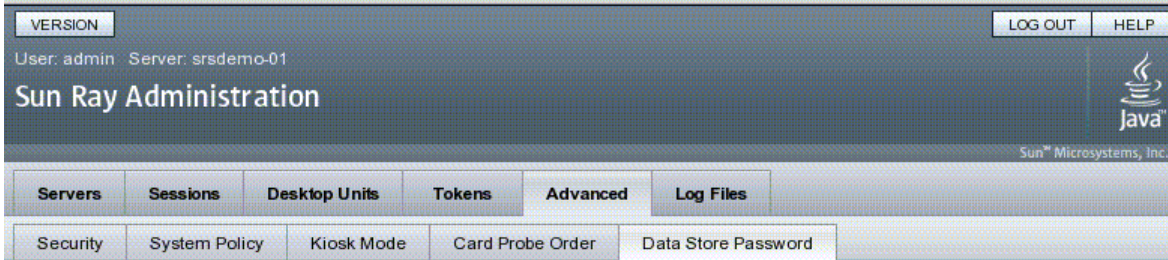 VERSION LOG OUT HELP
User: admin Server: srsdemo-01
Sun Ray Administration
Java™
Sun™ Microsystems, Inc.
Servers Sessions Desktop Units Tokens Advanced Log Files
Security System Policy Kiosk Mode Card Probe Order Data Store Password